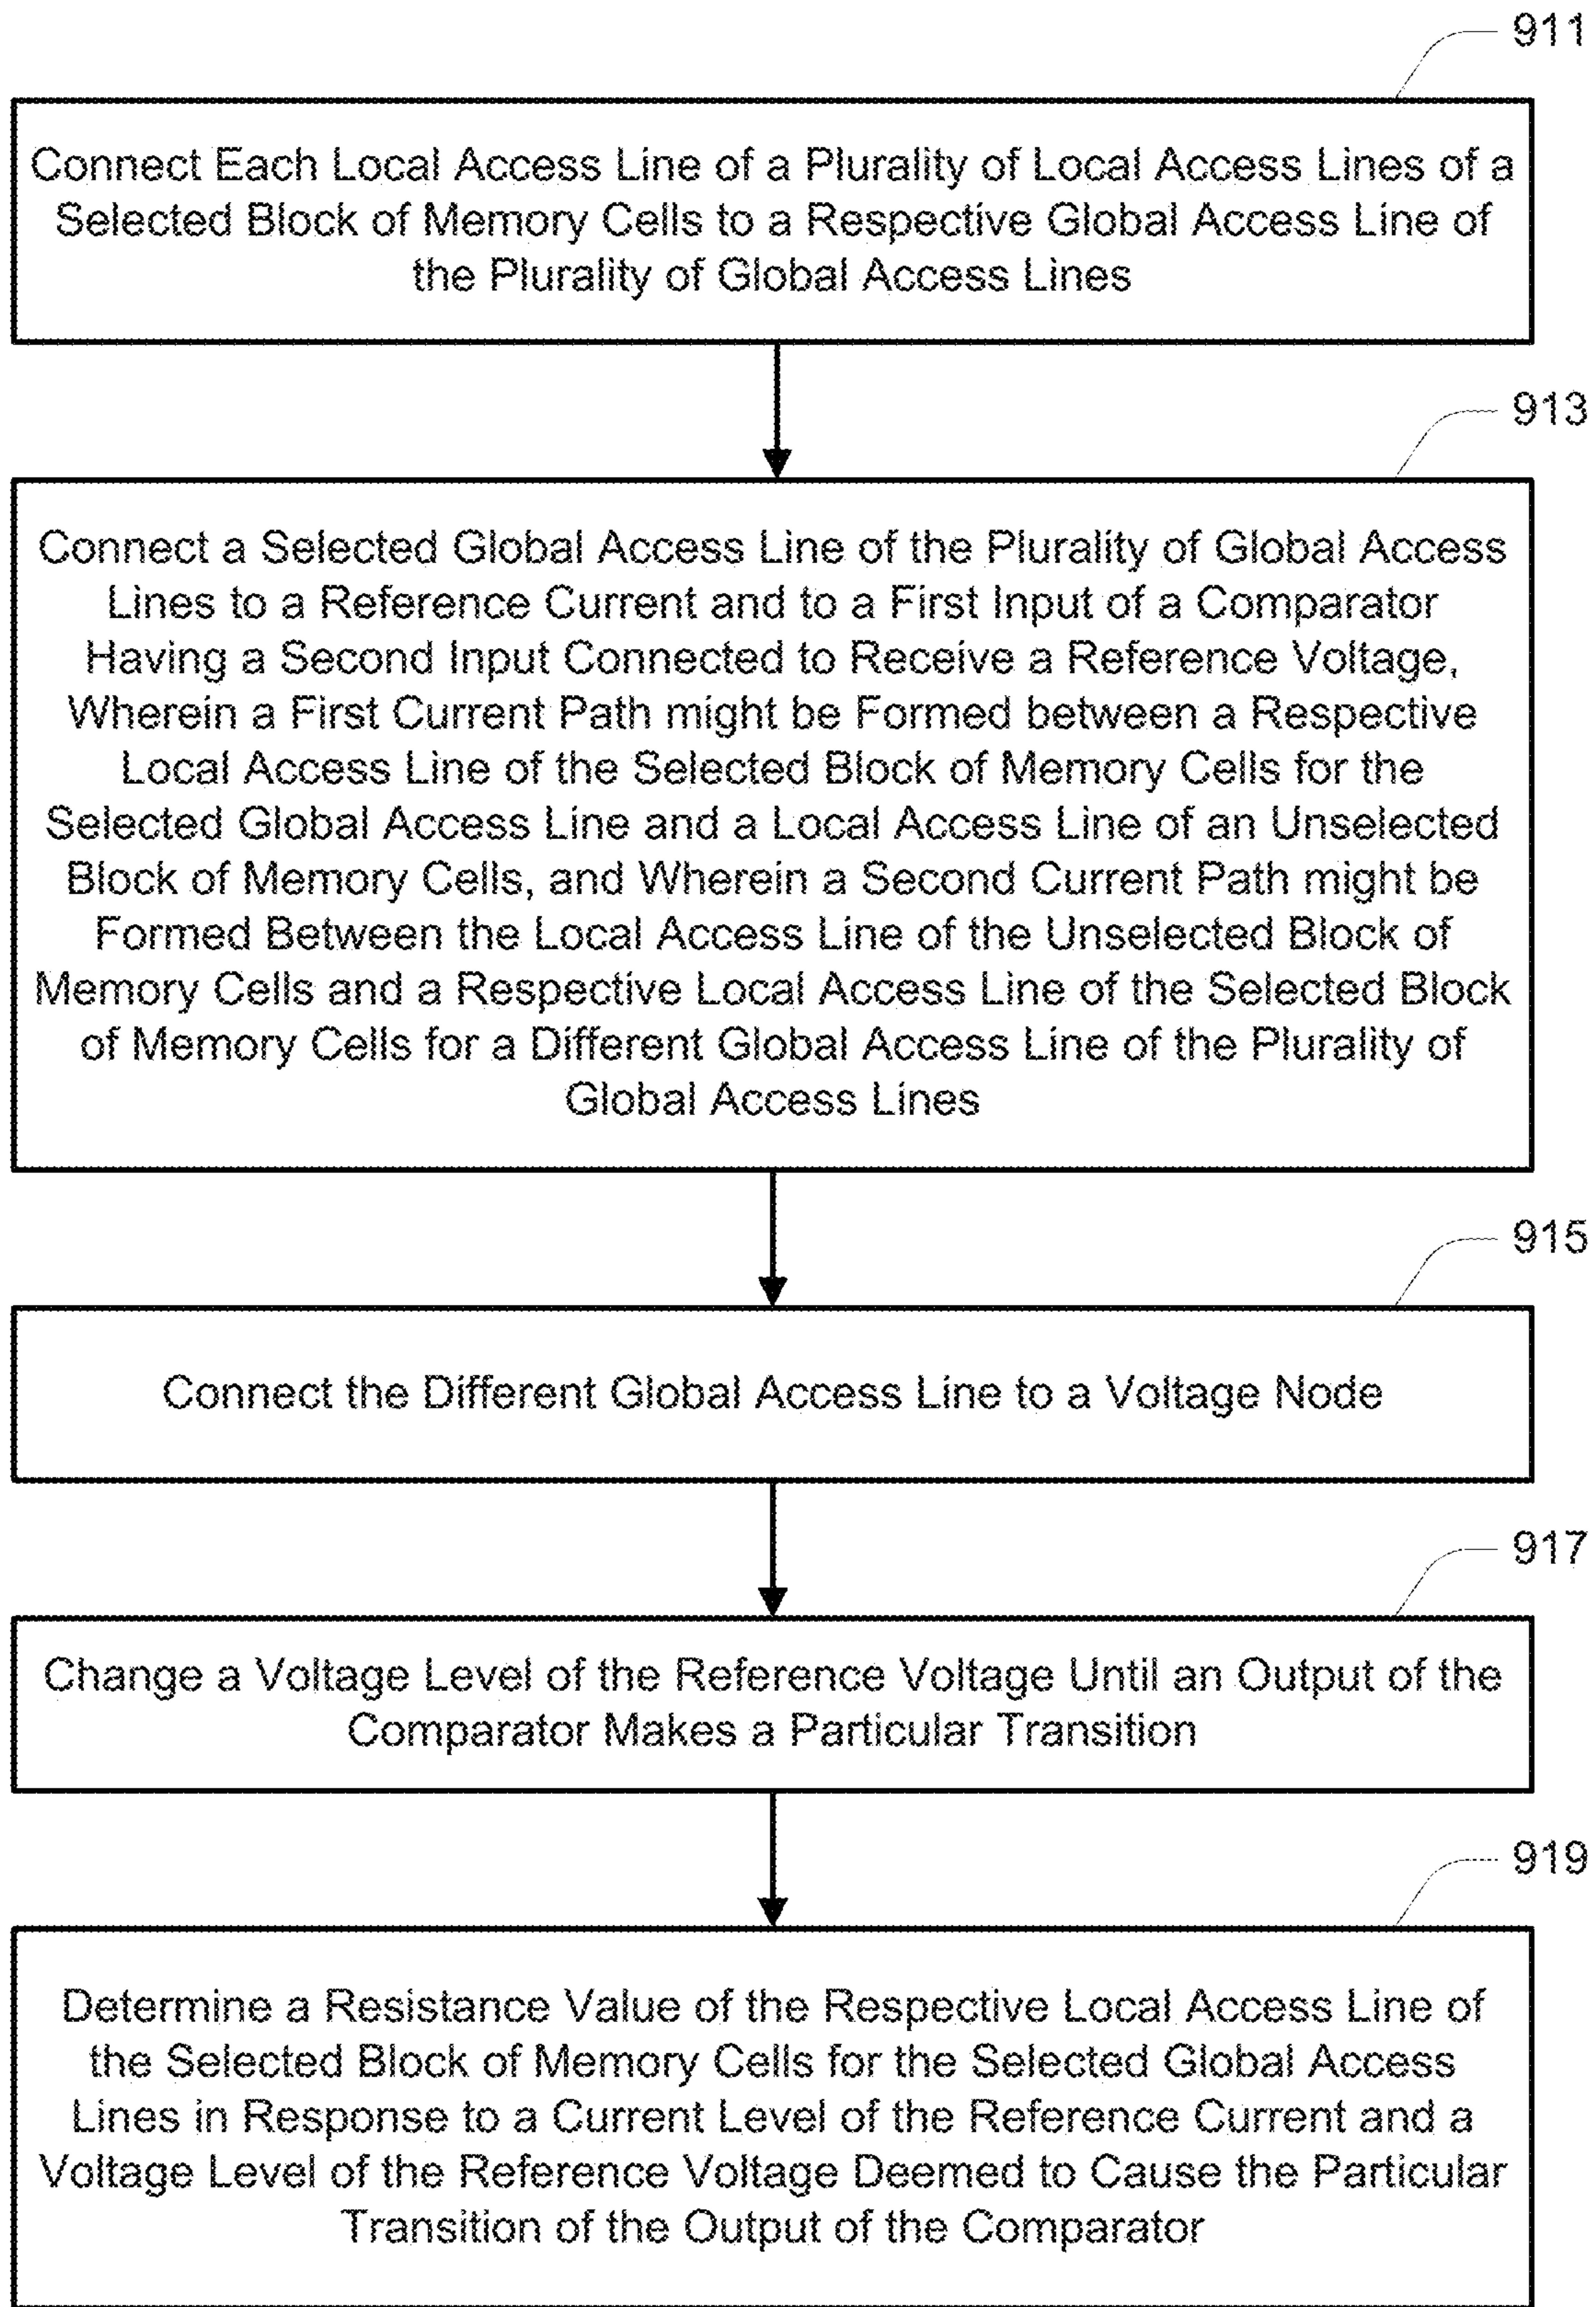 911
Connect Each Local Access Line of a Plurality of Local Access Lines of a
Selected Block of Memory Cells to a Respective Global Access Line of
the Plurality of Global Access Lines
913
Connect a Selected Global Access Line of the Plurality of Global Access
Lines to a Reference Current and to a First Input of a Comparator
Having a Second Input Connected to Receive a Reference Voltage,
Wherein a First Current Path might be Formed between a Respective
Local Access Line of the Selected Block of Memory Cells for the
Selected Global Access Line and a Local Access Line of an Unselected
Block of Memory Cells, and Wherein a Second Current Path might be
Formed Between the Local Access Line of the Unselected Block of
Memory Cells and a Respective Local Access Line of the Selected Block
of Memory Cells for a Different Global Access Line of the Plurality of
Global Access Lines
915
Connect the Different Global Access Line to a Voltage Node
917
Change a Voltage Level of the Reference Voltage Until an Output of the
Comparator Makes a Particular Transition
919
Determine a Resistance Value of the Respective Local Access Line of
the Selected Block of Memory Cells for the Selected Global Access
Lines in Response to a Current Level of the Reference Current and a
Voltage Level of the Reference Voltage Deemed to Cause the Particular
Transition of the Output of the Comparator